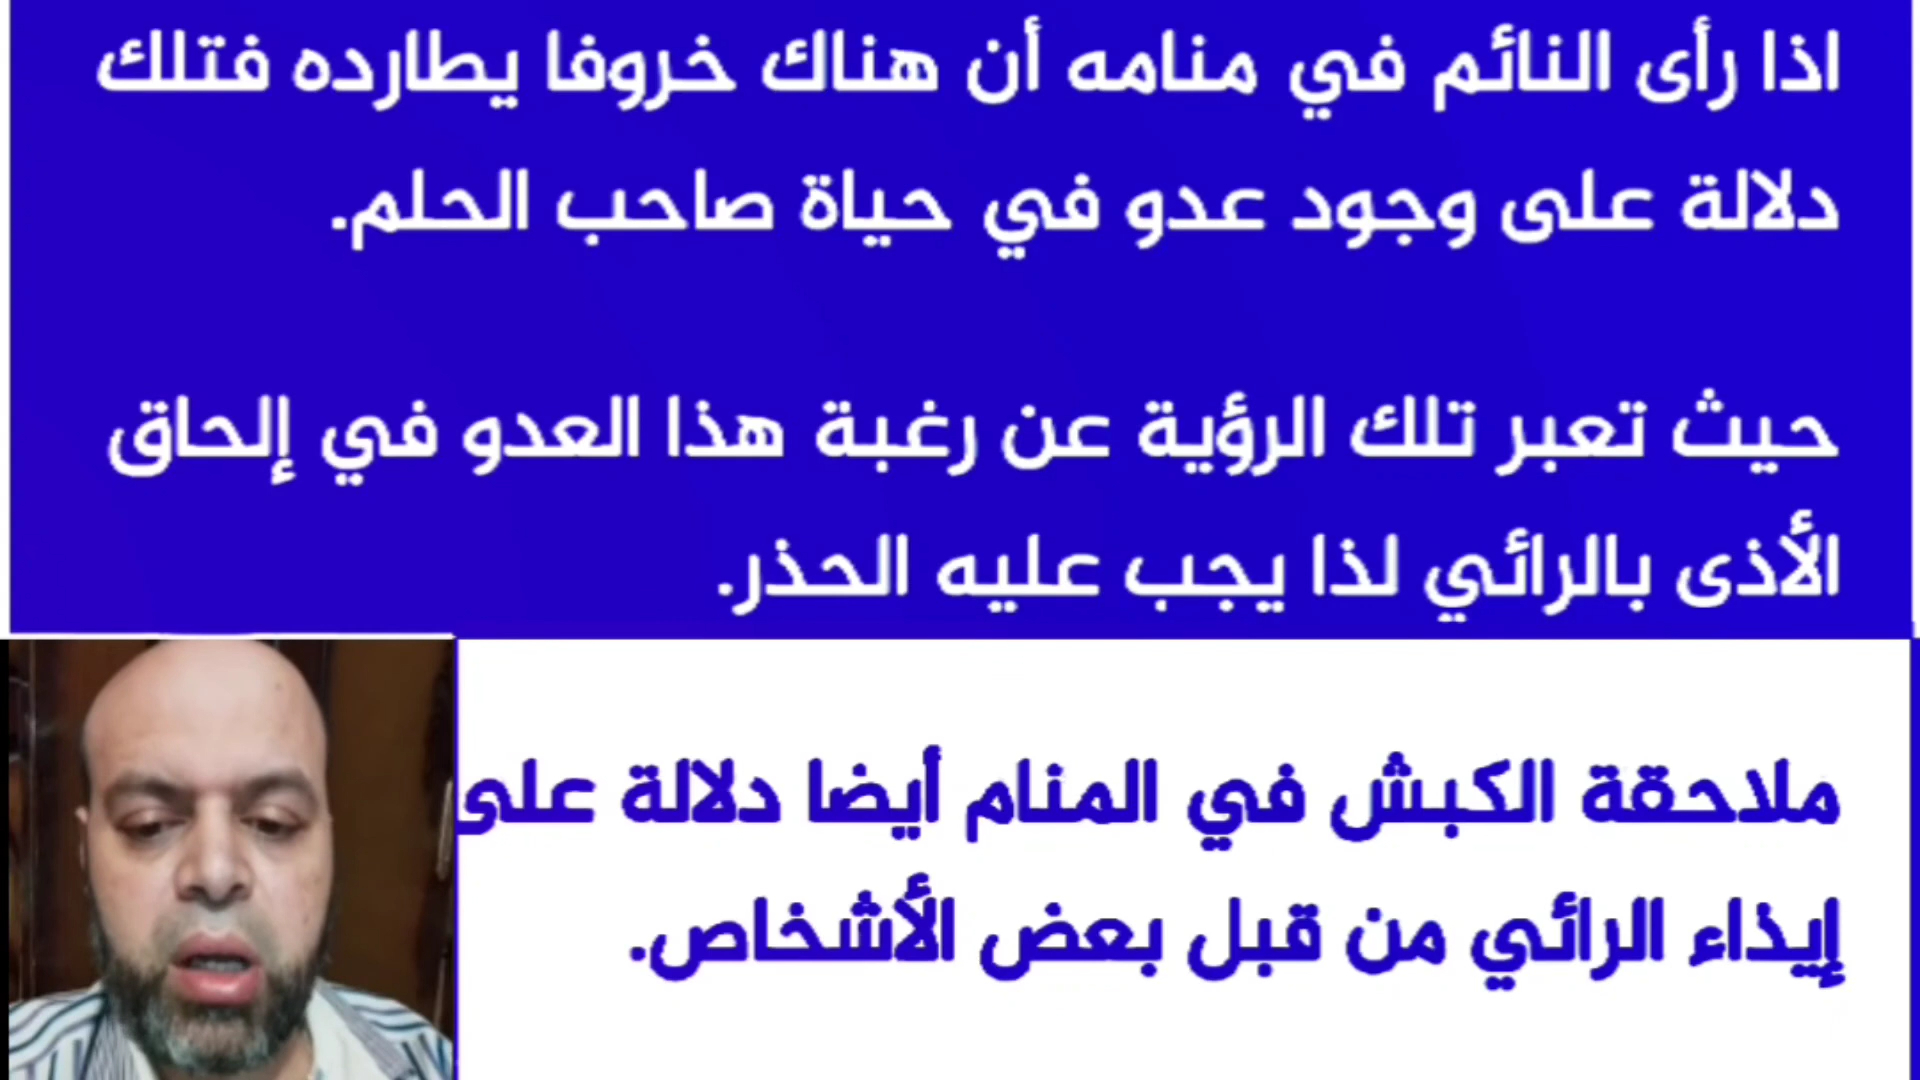 اذا رأى النائم في منامه أن هناك خروفا يطارده فتلك
دلالة على وجود عدو في حياة صاحب الحلم.
حيث تعبر تلك الرؤية عن رغبة هذا العدو في إلحاق
الأذى بالرائي لذا يجب عليه الحذر.
ملاحقة الكبش في المنام أيضا دلالة على
إيذاء الرائي من قبل بعض الأشخاص.